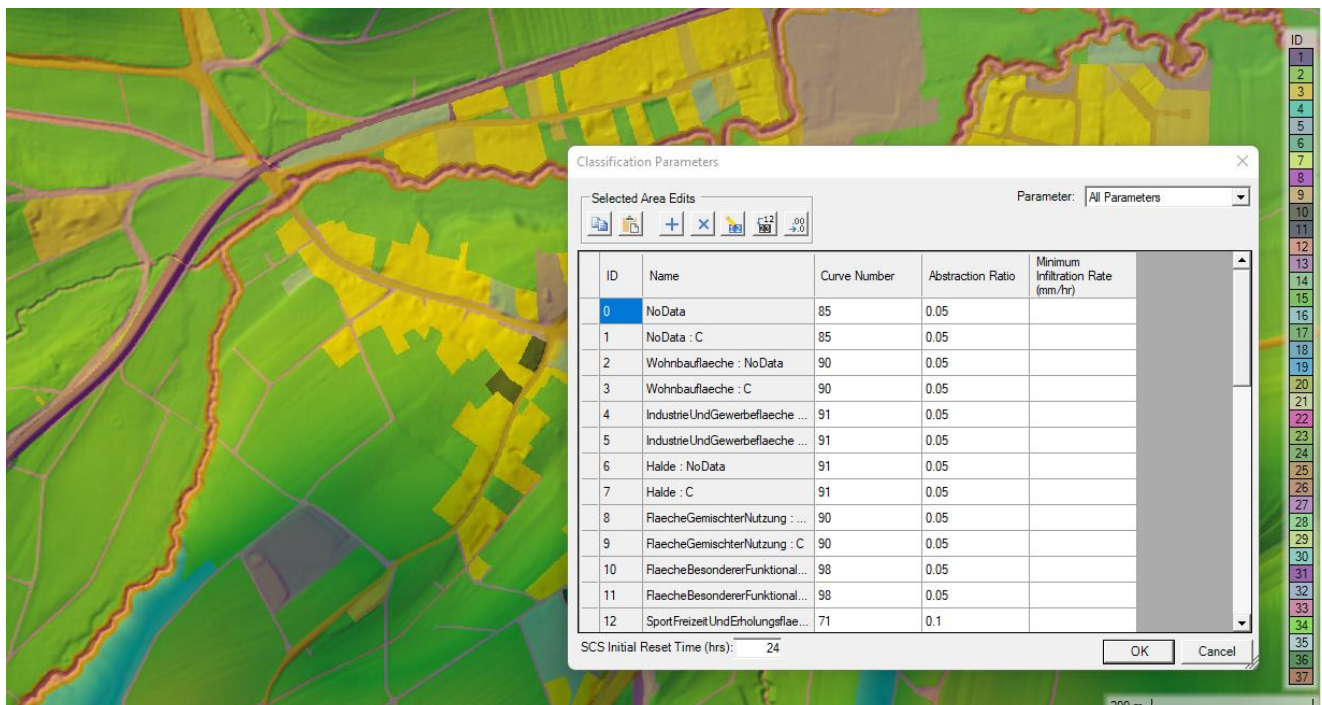 Classification Parameters
Selected Area Edits
Parameter: All Parameters
ID Name Curve Number Abstraction Ratio Minimum Infiltration Rate (mm/hr)
0 NoData 85 0.05
1 NoData : C 85 0.05
2 Wohnbauflaeche : NoData 90 0.05
3 Wohnbauflaeche : C 90 0.05
4 IndustrieUndGewerbeflaeche ... 91 0.05
5 IndustrieUndGewerbeflaeche ... 91 0.05
6 Halde : NoData 91 0.05
7 Halde : C 91 0.05
8 FlaecheGemischterNutzung : ... 90 0.05
9 FlaecheGemischterNutzung : C 90 0.05
10 FlaecheBesondererFunktional... 98 0.05
11 FlaecheBesondererFunktional... 98 0.05
12 SportFreizeitUndErholungsflae... 71 0.1
SCS Initial Reset Time (hrs): 24
OK Cancel
ID
1
2
3
4
5
6
7
8
9
10
11
12
13
14
15
16
17
18
19
20
21
22
23
24
25
26
27
28
29
30
31
32
33
34
35
36
37